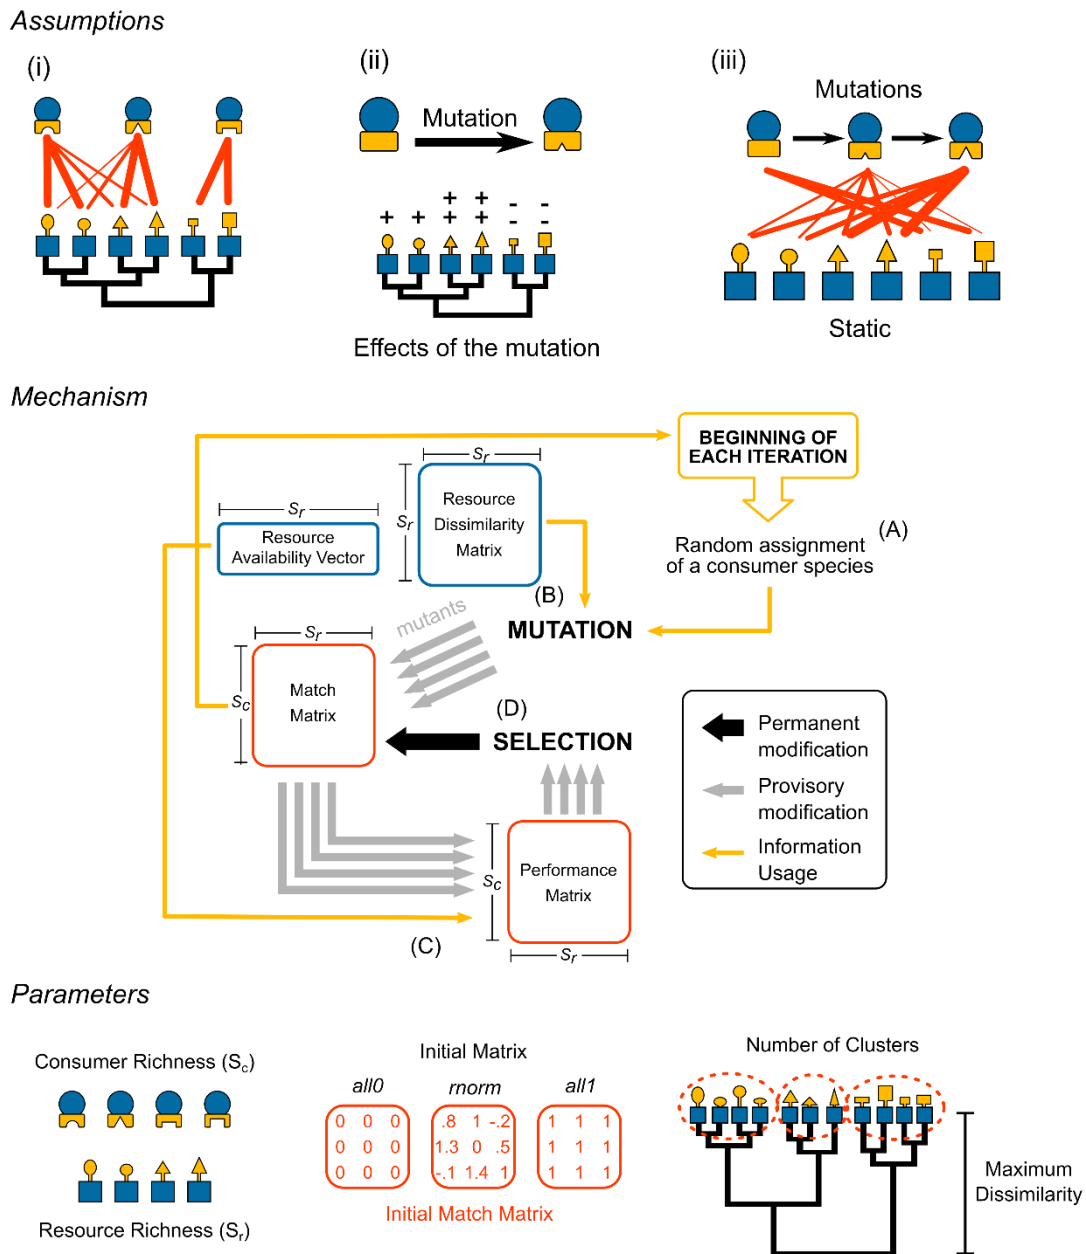 Assumptions
(i)
(ii)
(iii)
Mutation
Mutations
+ + + + + + - - - -
Effects of the mutation
Static
Mechanism
BEGINNING OF
EACH ITERATION
(A)
Random assignment
of a consumer species
Sr
Sr
Resource
Dissimilarity
Matrix
Sr
Resource
Availability Vector
(B)
MUTATION
mutants
Sr
Sc
Match
Matrix
(D)
SELECTION
Permanent
modification
Provisory
modification
Information
Usage
Sc
Performance
Matrix
Sr
(C)
Parameters
Consumer Richness (Sc)
Resource Richness (Sr)
Initial Matrix
all0
rnorm
all1
0 0 0
0 0 0
0 0 0
.8 1 -.2
1.3 0 .5
-.1 1.4 1
1 1 1
1 1 1
1 1 1
Initial Match Matrix
Number of Clusters
Maximum
Dissimilarity